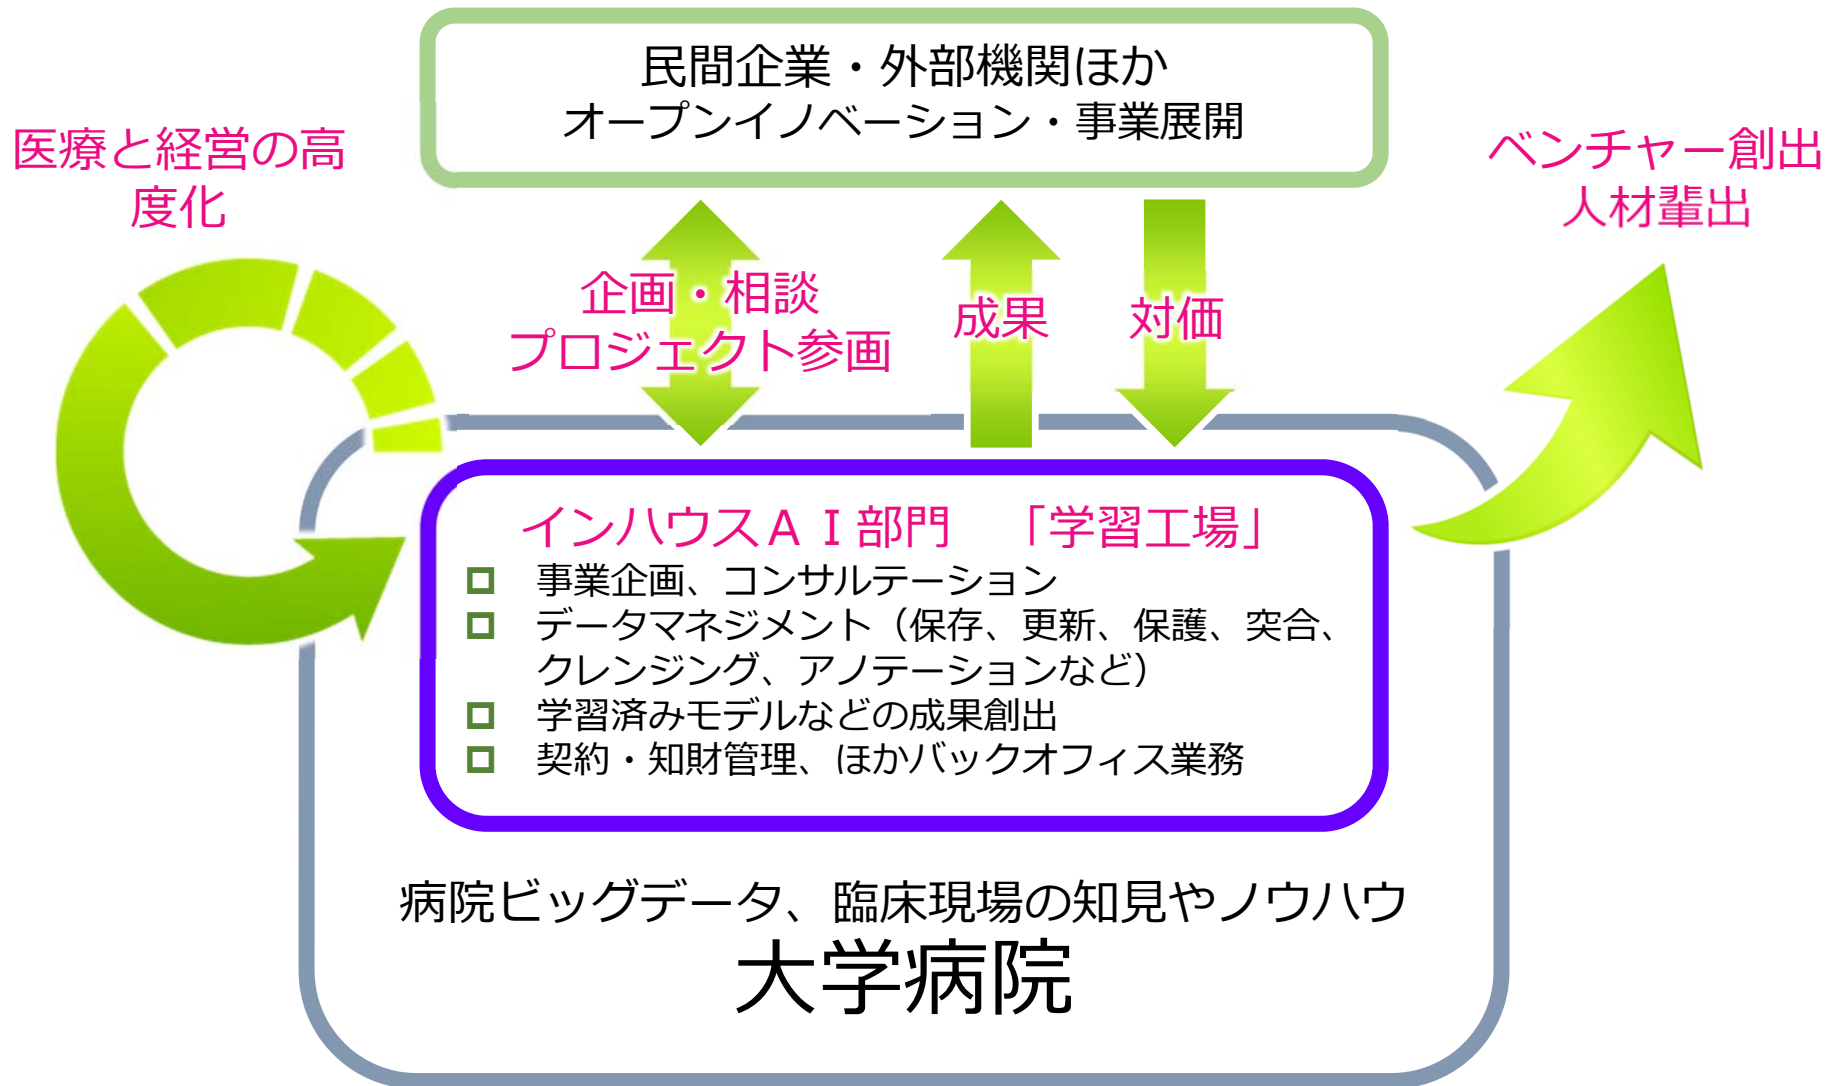 民間企業・外部機関ほか
オープンイノベーション・事業展開
医療と経営の高
度化
ベンチャー創出
人材輩出
企画・相談
プロジェクト参画
成果
対価
インハウスＡＩ部門　「学習工場」
事業企画、コンサルテーション
データマネジメント（保存、更新、保護、突合、
クレンジング、アノテーションなど）
学習済みモデルなどの成果創出
契約・知財管理、ほかバックオフィス業務
病院ビッグデータ、臨床現場の知見やノウハウ
大学病院